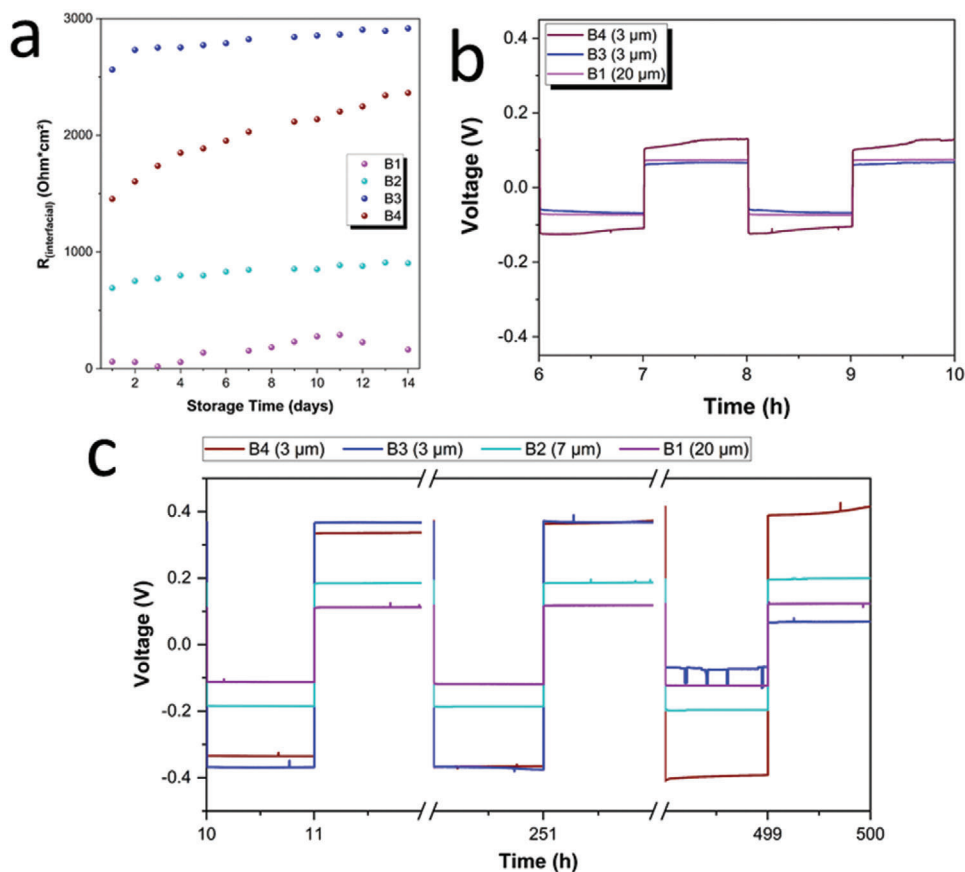 a
3000
2000
1000
0
R(interfacial) (Ohm*cm²)
B1
B2
B3
B4
2 4 6 8 10 12 14
Storage Time (days)
b
B4 (3 µm)
B3 (3 µm)
B1 (20 µm)
0.4
0.2
0.0
-0.2
-0.4
Voltage (V)
6 7 8 9 10
Time (h)
B4 (3 µm) B3 (3 µm) B2 (7 µm) B1 (20 µm)
c
0.4
0.2
0.0
-0.2
-0.4
Voltage (V)
10 11 251 499 500
Time (h)